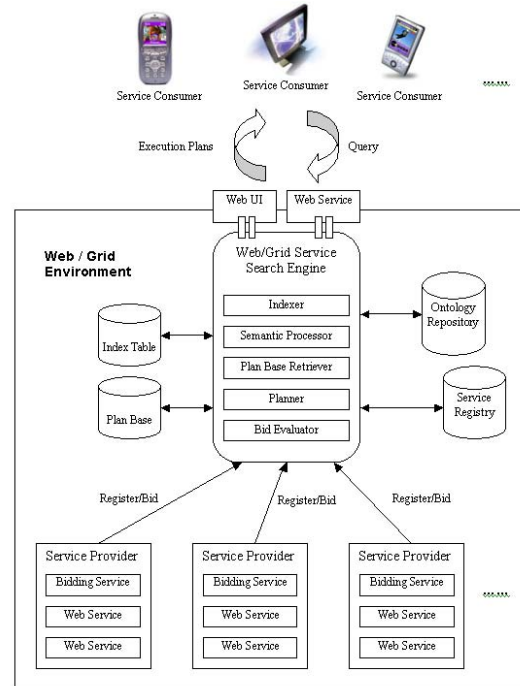 Service Consumer
Service Consumer
Service Consumer
Execution Plans
Query
Web UI
Web Service
Web / Grid
Environment
Web/Grid Service
Search Engine
Indexer
Semantic Processor
Plan Base Retriever
Planner
Bid Evaluator
Index Table
Plan Base
Ontology
Repository
Service
Registry
Register/Bid
Register/Bid
Register/Bid
Service Provider
Bidding Service
Web Service
Web Service
Service Provider
Bidding Service
Web Service
Web Service
Service Provider
Bidding Service
Web Service
Web Service